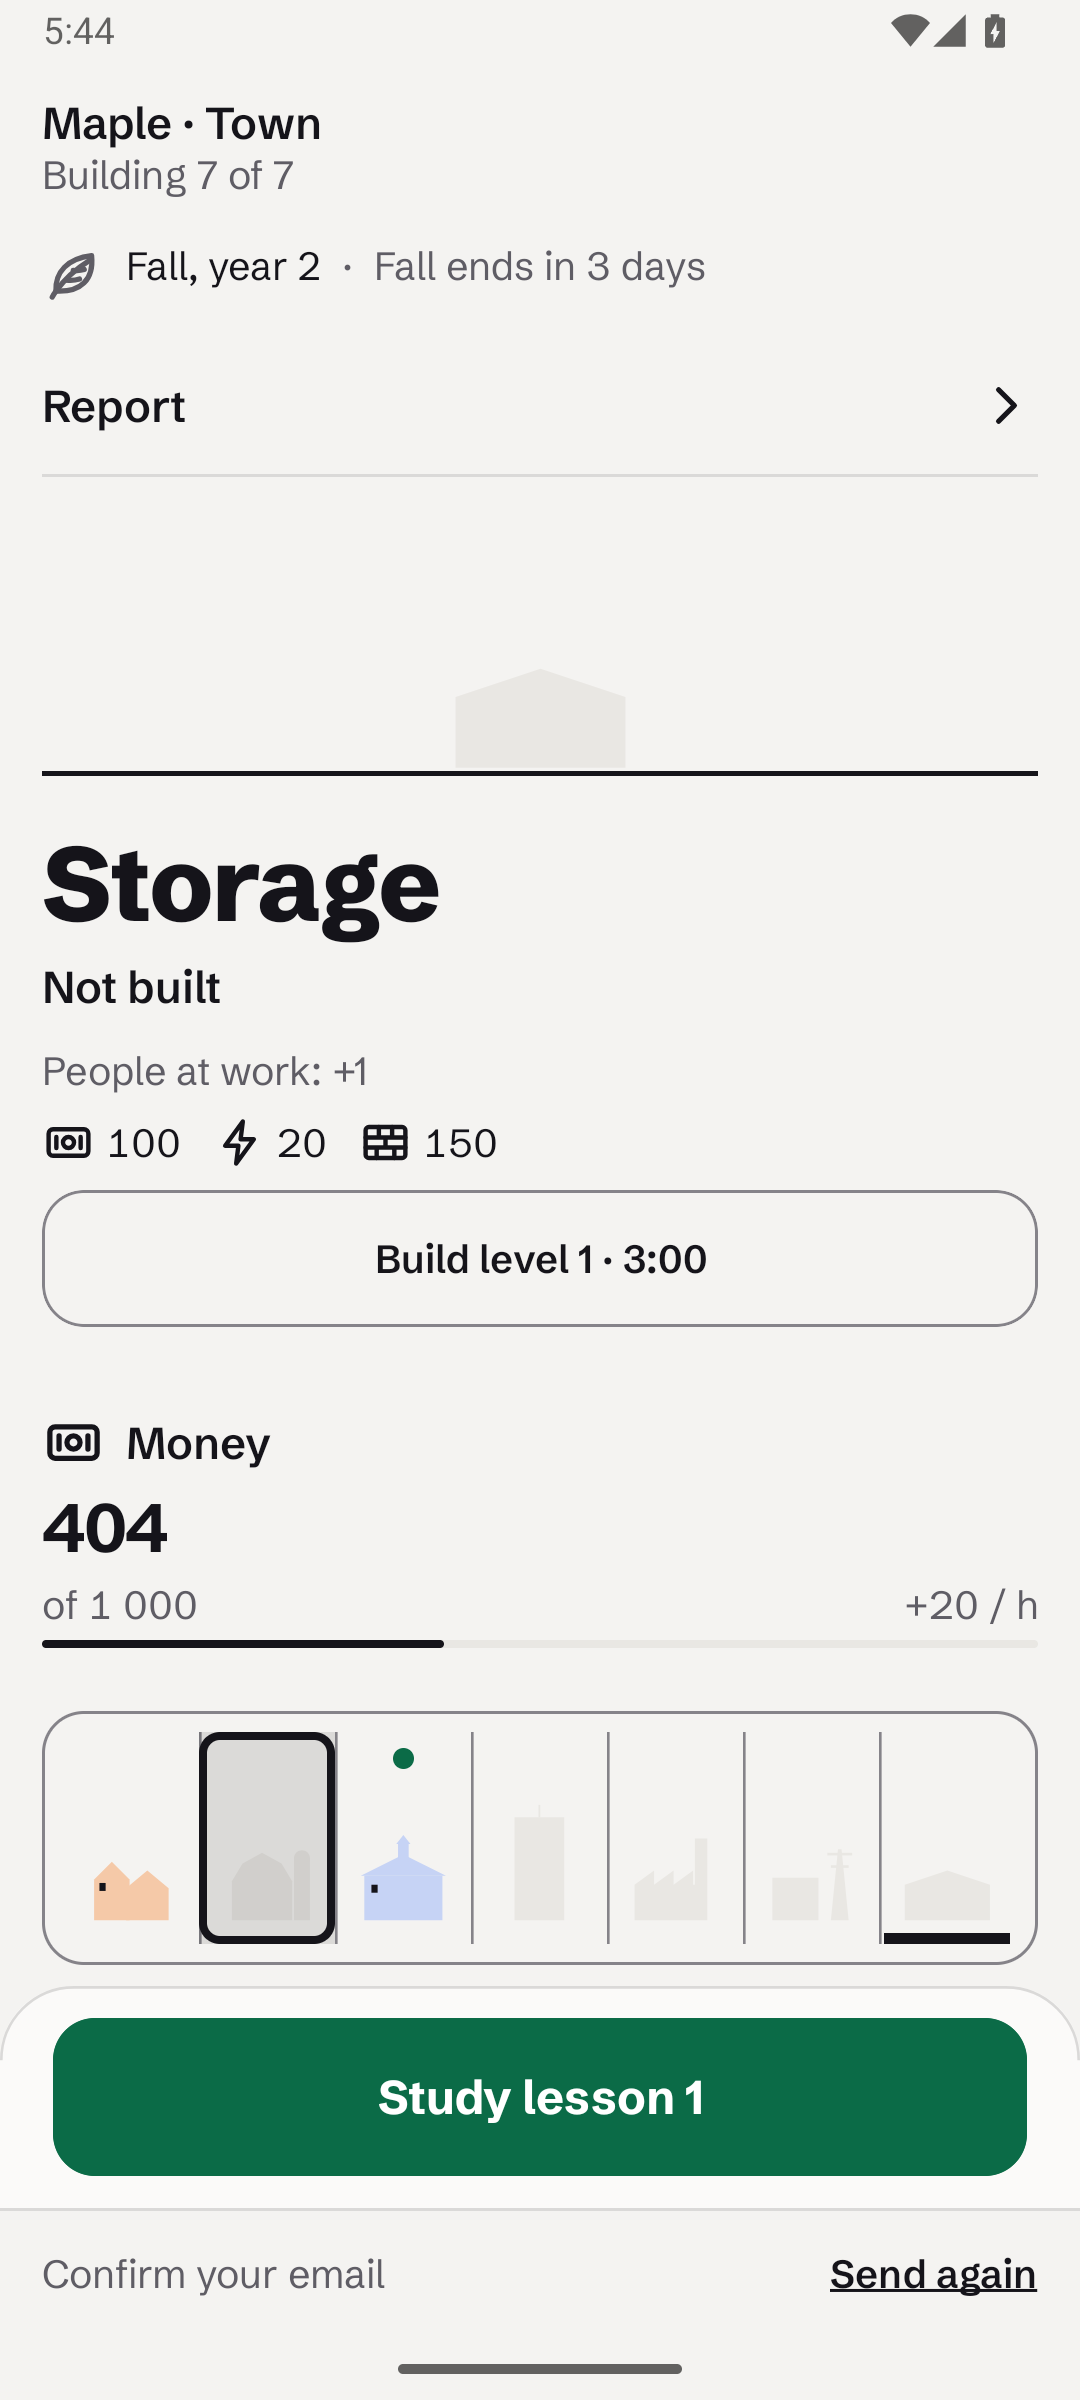 5:44
Maple · Town
Building 7 of 7
Fall, year 2 · Fall ends in 3 days
Report
Storage
Not built
People at work: +1
100 20 150
Build level 1 · 3:00
Money
404
of 1 000 +20 / h
Study lesson 1
Confirm your email Send again